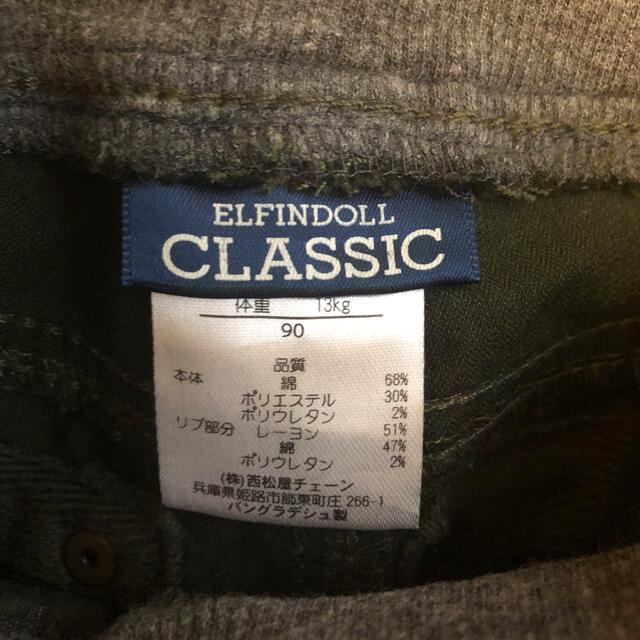 ELFINDOLL
CLASSIC
体重 13kg
90
品質
本体 綿 68%
ポリエステル 30%
ポリウレタン 2%
リブ部分 レーヨン 51%
綿 47%
ポリウレタン 2%
(株)西松屋チェーン
兵庫県姫路市飾東町庄 266-1
バングラデシュ製